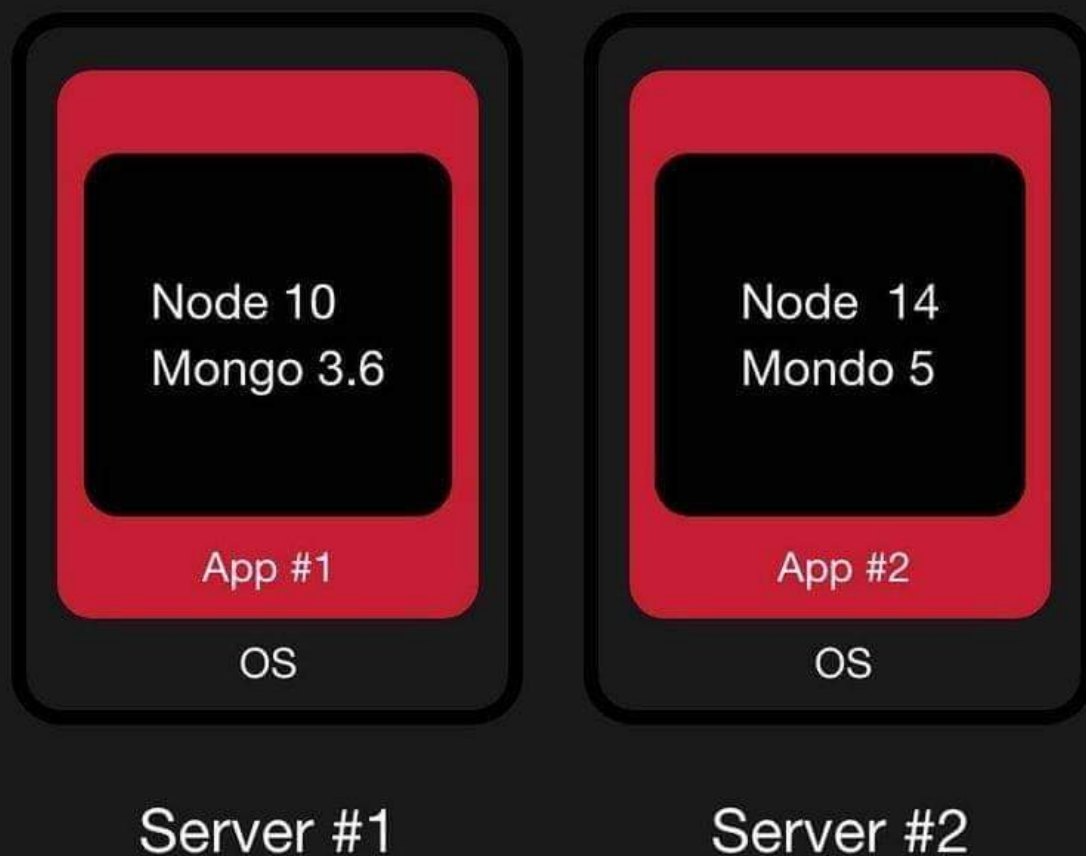 Node 10
Mongo 3.6
App #1
OS
Server #1
Node  14
Mondo 5
App #2
OS
Server #2